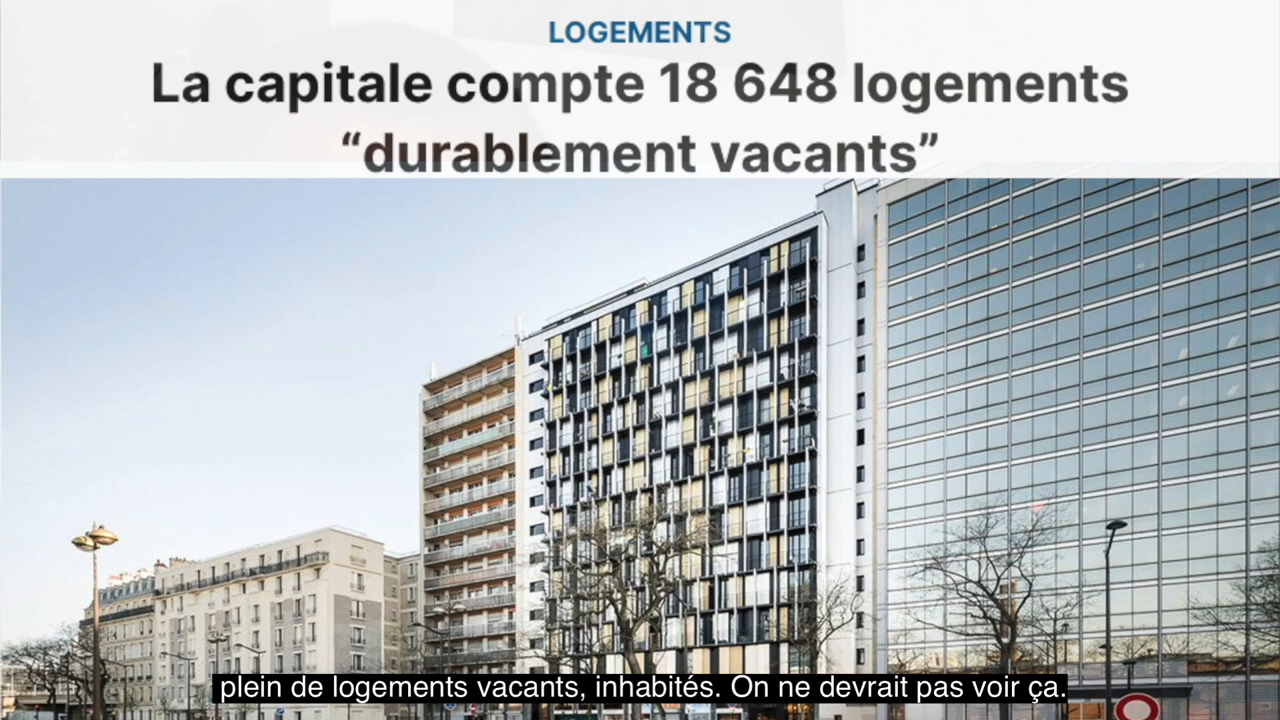 LOGEMENTS
La capitale compte 18 648 logements
“durablement vacants”
plein de logements vacants, inhabités. On ne devrait pas voir ça.